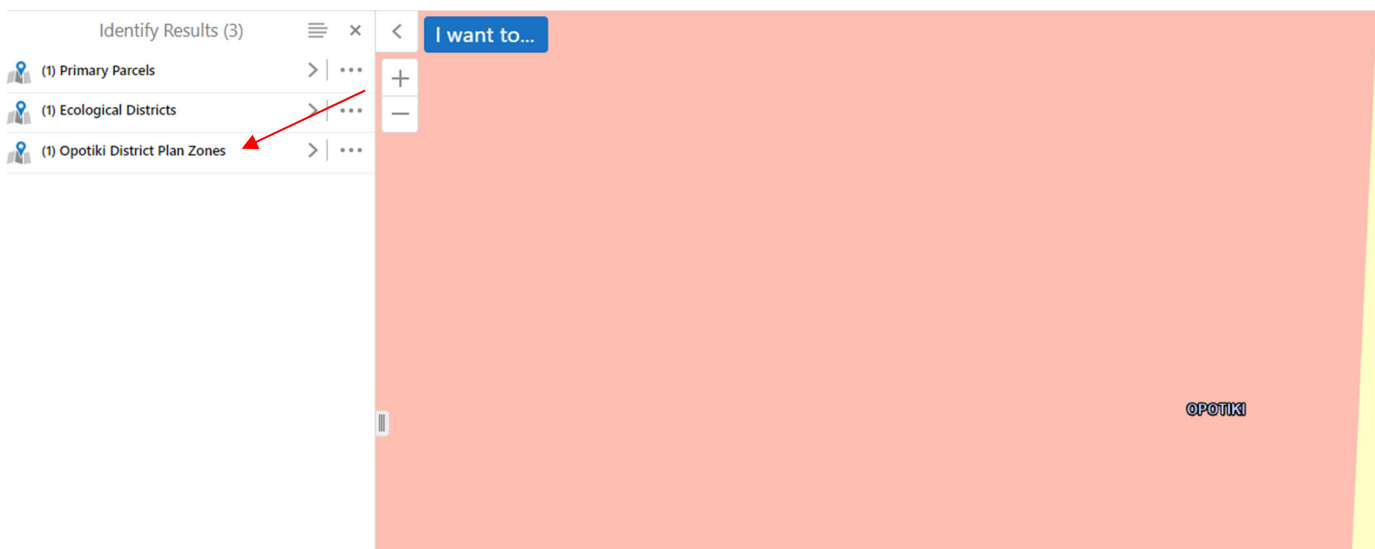 Identify Results (3)
I want to...
(1) Primary Parcels
(1) Ecological Districts
(1) Opotiki District Plan Zones
OPOTIKI